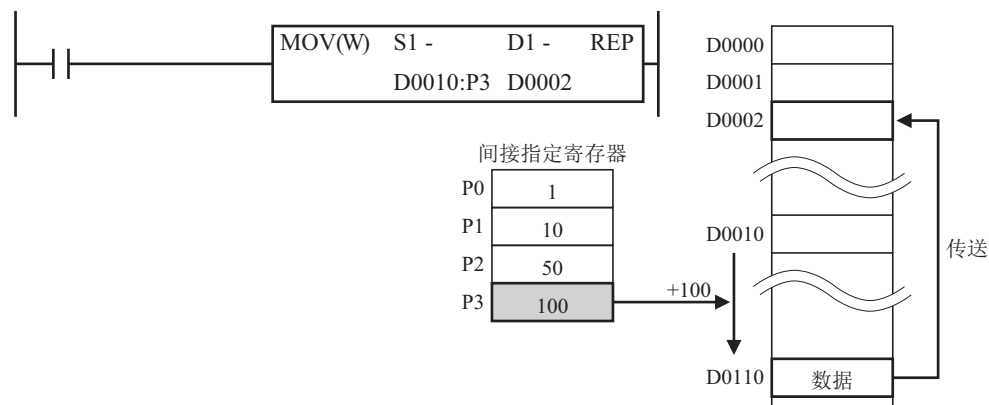 MOV(W) S1 - D1 - REP
D0010:P3 D0002
D0000
D0001
D0002
间接指定寄存器
P0 1
P1 10
P2 50
P3 100
+100
D0010
传送
D0110 数据